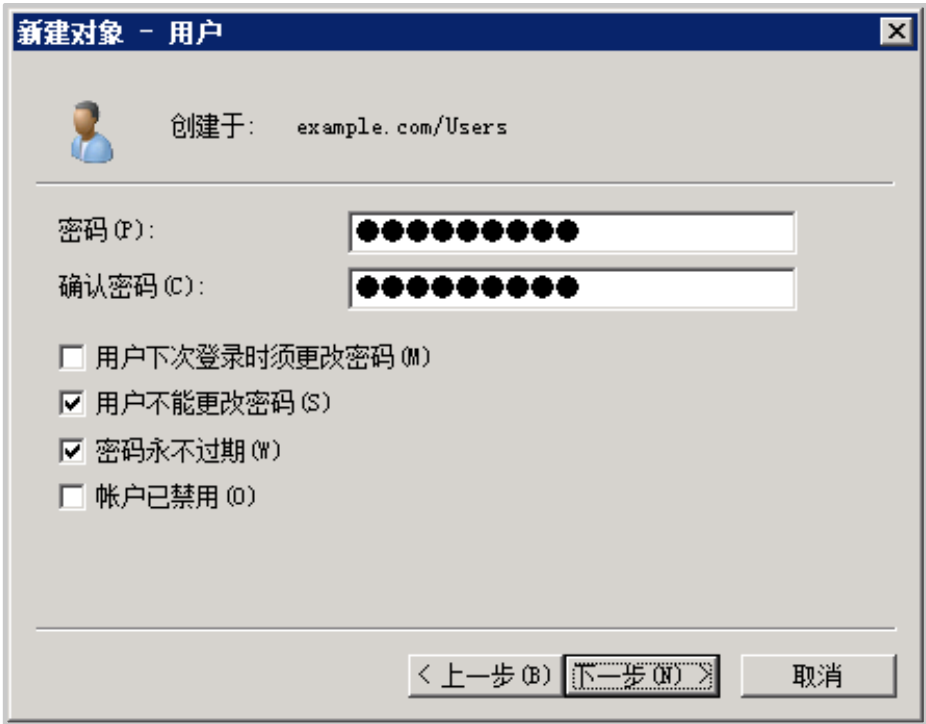 新建对象 - 用户
创建于: example.com/Users
密码(P): ●●●●●●●●●
确认密码(C): ●●●●●●●●●
用户下次登录时须更改密码(M)
用户不能更改密码(S)
密码永不过期(W)
帐户已禁用(O)
< 上一步(B) 下一步(N) > 取消